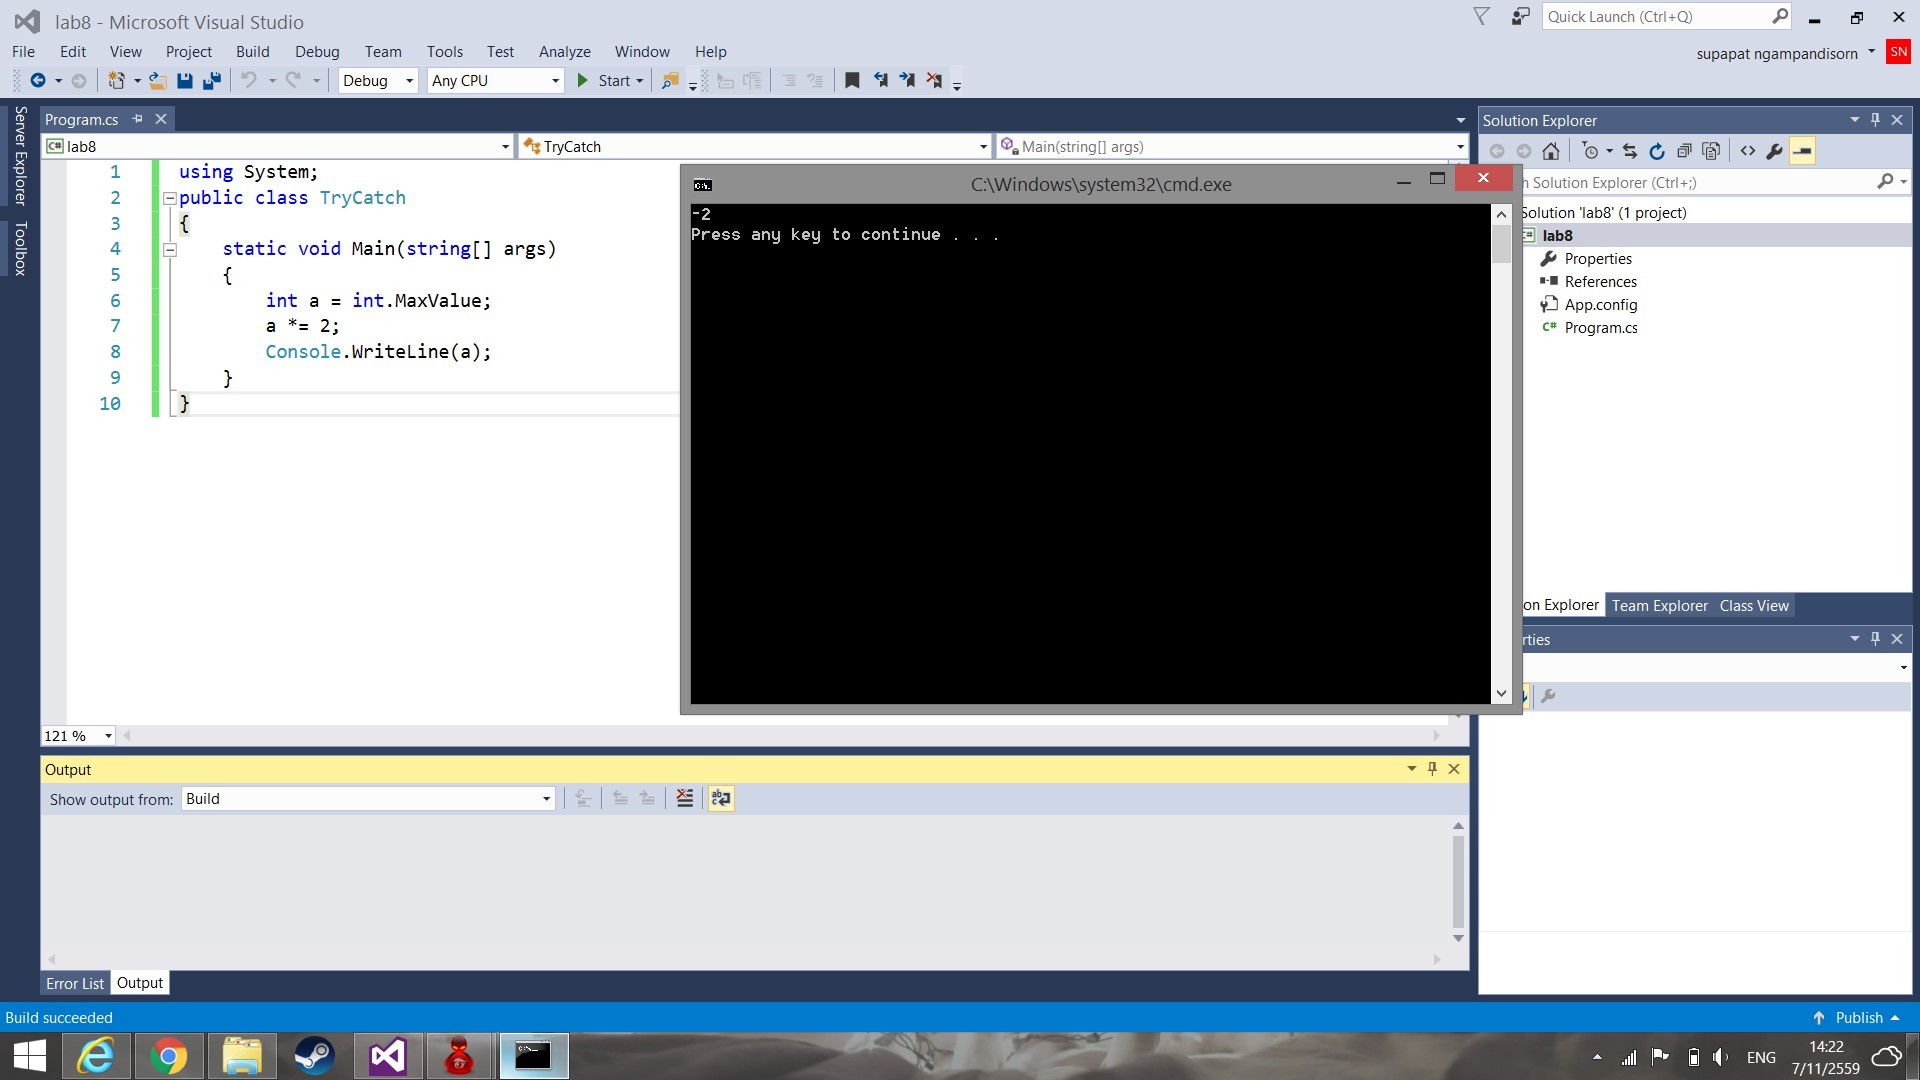 lab8 - Microsoft Visual Studio
Quick Launch (Ctrl+Q)
File Edit View Project Build Debug Team Tools Test Analyze Window Help
supapat ngampandisorn SN
Debug Any CPU Start
Server Explorer
Toolbox
Program.cs
lab8 TryCatch Main(string[] args)
1 using System;
2 public class TryCatch
3 {
4 static void Main(string[] args)
5 {
6 int a = int.MaxValue;
7 a *= 2;
8 Console.WriteLine(a);
9 }
10 }
121 %
C:\Windows\system32\cmd.exe
-2
Press any key to continue . . .
Solution Explorer
h Solution Explorer (Ctrl+;)
Solution 'lab8' (1 project)
lab8
Properties
References
App.config
Program.cs
on Explorer Team Explorer Class View
rties
Output
Show output from: Build
Error List Output
Build succeeded
Publish
ENG
14:22
7/11/2559